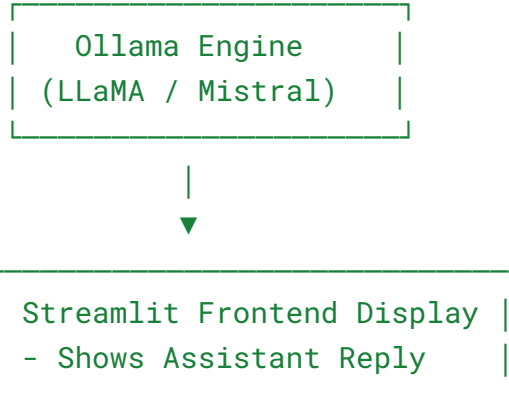 Ollama Engine
(LLaMA / Mistral)
Streamlit Frontend Display
- Shows Assistant Reply